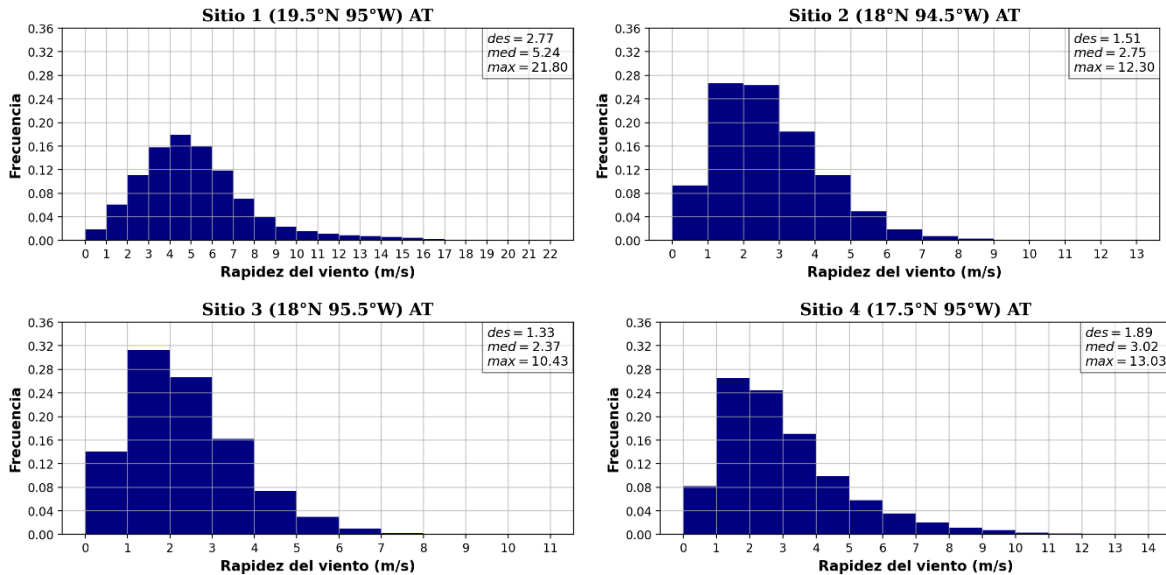 Sitio 1 (19.5°N 95°W) AT
des = 2.77
med = 5.24
max = 21.80
Frecuencia
0.36
0.32
0.28
0.24
0.20
0.16
0.12
0.08
0.04
0.00
0 1 2 3 4 5 6 7 8 9 10 11 12 13 14 15 16 17 18 19 20 21 22
Rapidez del viento (m/s)
Sitio 2 (18°N 94.5°W) AT
des = 1.51
med = 2.75
max = 12.30
Frecuencia
0.36
0.32
0.28
0.24
0.20
0.16
0.12
0.08
0.04
0.00
0 1 2 3 4 5 6 7 8 9 10 11 12 13
Rapidez del viento (m/s)
Sitio 3 (18°N 95.5°W) AT
des = 1.33
med = 2.37
max = 10.43
Frecuencia
0.36
0.32
0.28
0.24
0.20
0.16
0.12
0.08
0.04
0.00
0 1 2 3 4 5 6 7 8 9 10 11
Rapidez del viento (m/s)
Sitio 4 (17.5°N 95°W) AT
des = 1.89
med = 3.02
max = 13.03
Frecuencia
0.36
0.32
0.28
0.24
0.20
0.16
0.12
0.08
0.04
0.00
0 1 2 3 4 5 6 7 8 9 10 11 12 13 14
Rapidez del viento (m/s)